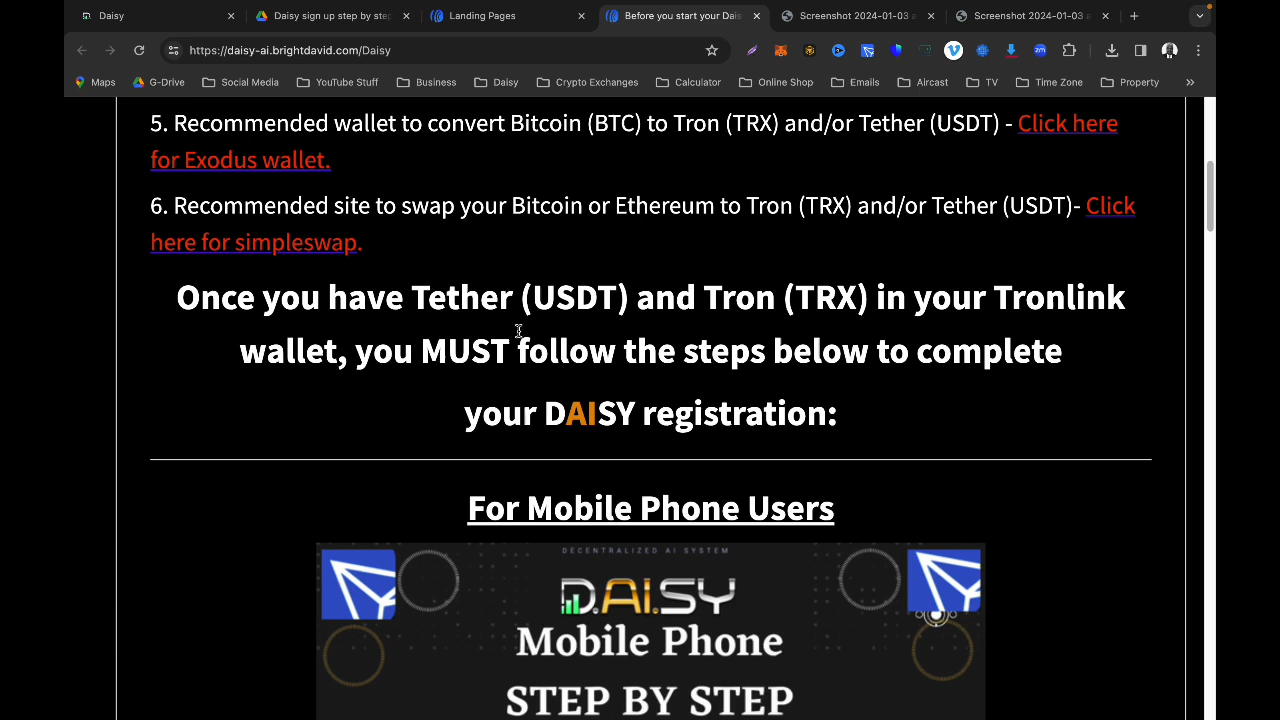 Daisy
Daisy sign up step by ste
Landing Pages
Before you start your Dais
Screenshot 2024-01-03 a
Screenshot 2024-01-03 a
https://daisy-ai.brightdavid.com/Daisy
Maps
G-Drive
Social Media
YouTube Stuff
Business
Daisy
Crypto Exchanges
Calculator
Online Shop
Emails
Aircast
TV
Time Zone
Property
5. Recommended wallet to convert Bitcoin (BTC) to Tron (TRX) and/or Tether (USDT) - Click here
for Exodus wallet.
6. Recommended site to swap your Bitcoin or Ethereum to Tron (TRX) and/or Tether (USDT)- Click
here for simpleswap.
Once you have Tether (USDT) and Tron (TRX) in your Tronlink
wallet, you MUST follow the steps below to complete
your DAISY registration:
For Mobile Phone Users
DECENTRALIZED AI SYSTEM
D.AI.SY
Mobile Phone
STEP BY STEP